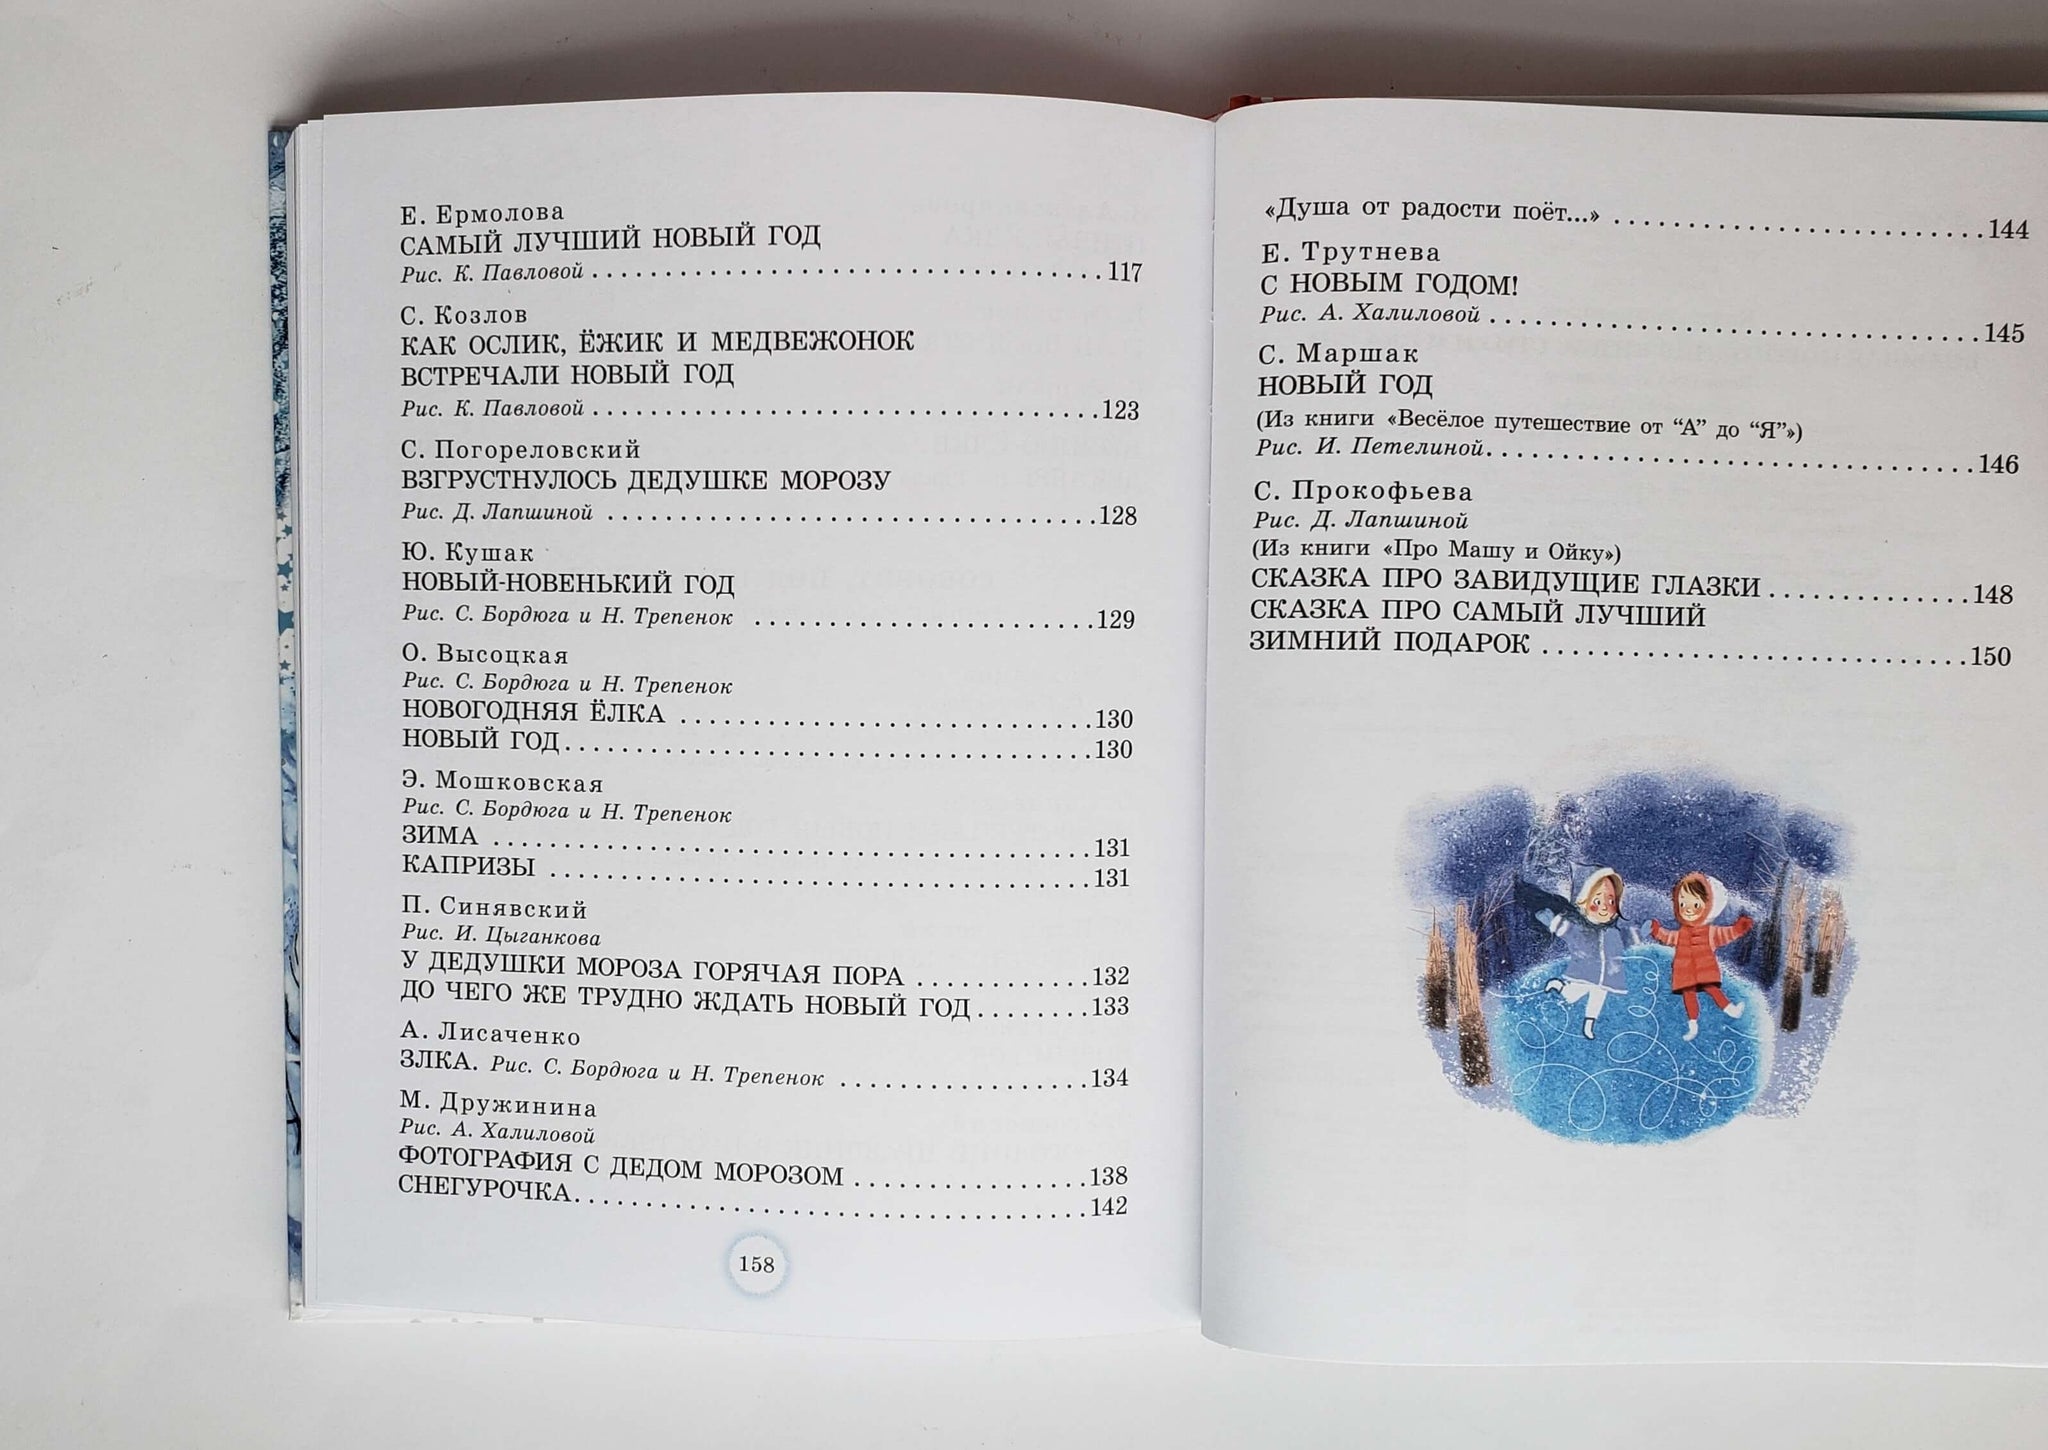 Е. Ермолова
САМЫЙ ЛУЧШИЙ НОВЫЙ ГОД
Рис. К. Павловой ........ 117
С. Козлов
КАК ОСЛИК, ЁЖИК И МЕДВЕЖОНОК
ВСТРЕЧАЛИ НОВЫЙ ГОД
Рис. К. Павловой ........ 123
С. Погореловский
ВЗГРУСТНУЛОСЬ ДЕДУШКЕ МОРОЗУ
Рис. Д. Лапшиной ........ 128
Ю. Кушак
НОВЫЙ-НОВЕНЬКИЙ ГОД
Рис. С. Бордюга и Н. Трепенок ........ 129
О. Высоцкая
Рис. С. Бордюга и Н. Трепенок
НОВОГОДНЯЯ ЁЛКА ........ 130
НОВЫЙ ГОД ........ 130
Э. Мошковская
Рис. С. Бордюга и Н. Трепенок
ЗИМА ........ 131
КАПРИЗЫ ........ 131
П. Синявский
Рис. И. Цыганкова
У ДЕДУШКИ МОРОЗА ГОРЯЧАЯ ПОРА ........ 132
ДО ЧЕГО ЖЕ ТРУДНО ЖДАТЬ НОВЫЙ ГОД ........ 133
А. Лисаченко
ЗЛКА. Рис. С. Бордюга и Н. Трепенок ........ 134
М. Дружинина
Рис. А. Халиловой
ФОТОГРАФИЯ С ДЕДОМ МОРОЗОМ ........ 138
СНЕГУРОЧКА ........ 142
158
«Душа от радости поёт...» ........ 144
Е. Трутнева
С НОВЫМ ГОДОМ!
Рис. А. Халиловой ........ 145
С. Маршак
НОВЫЙ ГОД
(Из книги «Весёлое путешествие от “А” до “Я”»)
Рис. И. Петелиной ........ 146
С. Прокофьева
Рис. Д. Лапшиной
(Из книги «Про Машу и Ойку»)
СКАЗКА ПРО ЗАВИДУЩИЕ ГЛАЗКИ ........ 148
СКАЗКА ПРО САМЫЙ ЛУЧШИЙ
ЗИМНИЙ ПОДАРОК ........ 150